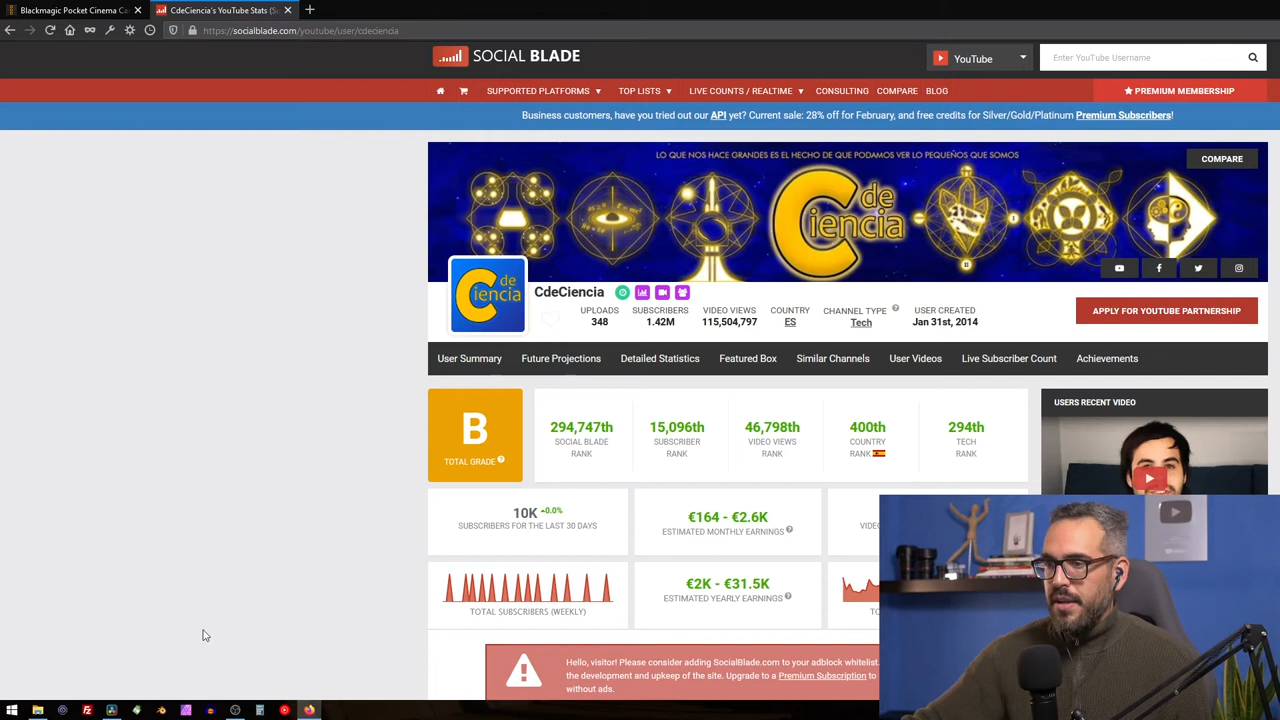 Blackmagic Pocket Cinema Ca
CdeCiencia's YouTube Stats (S
https://socialblade.com/youtube/user/cdeciencia
SOCIAL BLADE
YouTube
Enter YouTube Username
SUPPORTED PLATFORMS
TOP LISTS
LIVE COUNTS / REALTIME
CONSULTING
COMPARE
BLOG
PREMIUM MEMBERSHIP
Business customers, have you tried out our API yet? Current sale: 28% off for February, and free credits for Silver/Gold/Platinum Premium Subscribers!
LO QUE NOS HACE GRANDES ES EL HECHO DE QUE PODAMOS VER LO PEQUEÑOS QUE SOMOS
COMPARE
C de
iencia
C de
iencia
CdeCiencia
UPLOADS
348
SUBSCRIBERS
1.42M
VIDEO VIEWS
115,504,797
COUNTRY
ES
CHANNEL TYPE
Tech
USER CREATED
Jan 31st, 2014
APPLY FOR YOUTUBE PARTNERSHIP
User Summary
Future Projections
Detailed Statistics
Featured Box
Similar Channels
User Videos
Live Subscriber Count
Achievements
B
TOTAL GRADE
294,747th
SOCIAL BLADE
RANK
15,096th
SUBSCRIBER
RANK
46,798th
VIDEO VIEWS
RANK
400th
COUNTRY
RANK
294th
TECH
RANK
USERS RECENT VIDEO
10K +0.0%
SUBSCRIBERS FOR THE LAST 30 DAYS
€164 - €2.6K
ESTIMATED MONTHLY EARNINGS
VIDEO
TOTAL SUBSCRIBERS (WEEKLY)
€2K - €31.5K
ESTIMATED YEARLY EARNINGS
Hello, visitor! Please consider adding SocialBlade.com to your adblock whitelist.
the development and upkeep of the site. Upgrade to a Premium Subscription to
without ads.